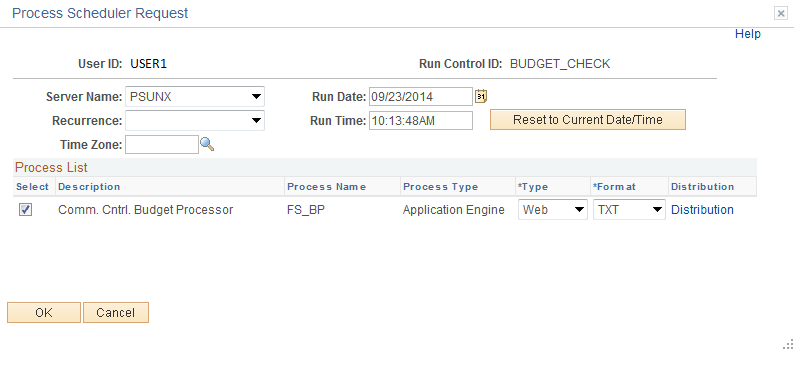 Process Scheduler Request
Help
User ID: USER1 Run Control ID: BUDGET_CHECK
Server Name: PSUNX Run Date: 09/23/2014 31
Recurrence: Run Time: 10:13:48AM Reset to Current Date/Time
Time Zone:
Process List
Select Description Process Name Process Type *Type *Format Distribution
Comm. Cntrl. Budget Processor FS_BP Application Engine Web TXT Distribution
OK Cancel